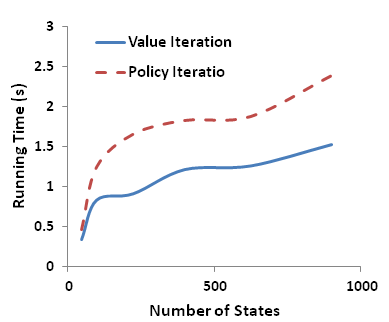 3
Value Iteration
2.5
Policy Iteratio
2
1.5
1
0.5
0
0
500
1000
Running Time (s)
Number of States